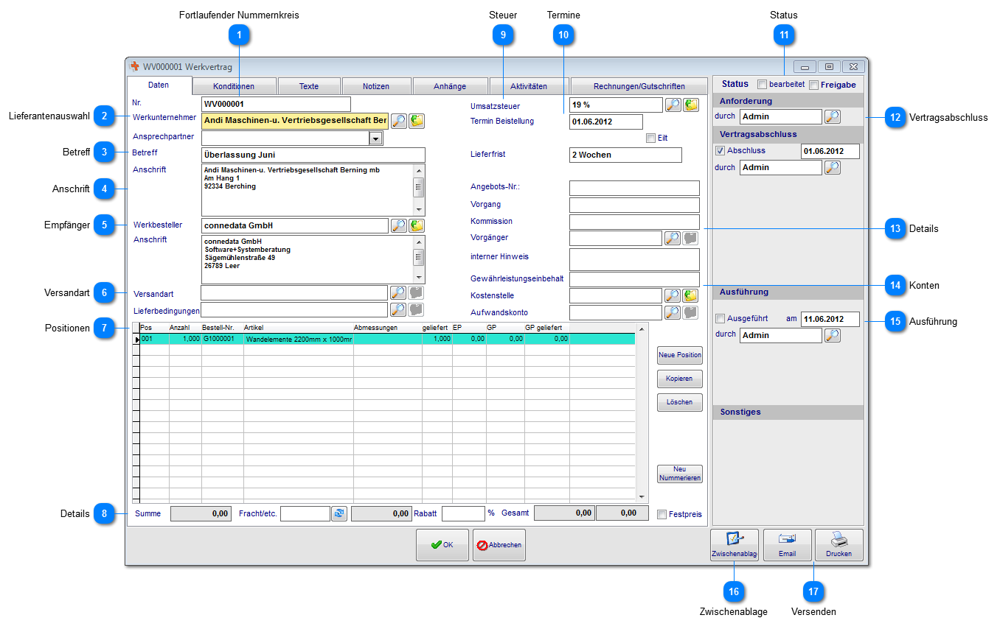 Fortlaufender Nummernkreis
Steuer
Termine
Status
1
9
10
11
WV000001 Werkvertrag
Daten
Konditionen
Texte
Notizen
Anhänge
Aktivitäten
Rechnungen/Gutschriften
Status
bearbeitet
Freigabe
Nr.
WV000001
Umsatzsteuer
19 %
Anforderung
Lieferantenauswahl
2
Werkunternehmer
Andi Maschinen-u. Vertriebsgesellschaft Ber
Termin Beistellung
01.06.2012
durch
Admin
12
Vertragsabschluss
Ansprechpartner
Eilt
Vertragsabschluss
Betreff
3
Betreff
Überlassung Juni
Lieferfrist
2 Wochen
Abschluss
01.06.2012
durch
Admin
Anschrift
4
Anschrift
Andi Maschinen-u. Vertriebsgesellschaft Berning mb
Am Hang 1
92334 Berching
Angebots-Nr.:
Vorgang
Empfänger
5
Werkbesteller
connedata GmbH
Kommission
13
Details
Anschrift
connedata GmbH
Software+Systemberatung
Sägemühlenstraße 49
26789 Leer
Vorgänger
interner Hinweis
Gewährleistungseinbehalt
14
Konten
Versandart
6
Versandart
Kostenstelle
Ausführung
Lieferbedingungen
Aufwandskonto
Ausgeführt
am
11.06.2012
15
Ausführung
durch
Admin
Positionen
7
Pos
Anzahl
Bestell-Nr.
Artikel
Abmessungen
geliefert
EP
GP
GP geliefert
001
1,000
G1000001
Wandelemente 2200mm x 1000mr
1,000
0,00
0,00
0,00
Neue Position
Kopieren
Löschen
Sonstiges
Neu
Nummerieren
Details
8
Summe
0,00
Fracht/etc.
0,00
Rabatt
%
Gesamt
0,00
0,00
Festpreis
OK
Abbrechen
Zwischenablag
Email
Drucken
16
17
Zwischenablage
Versenden